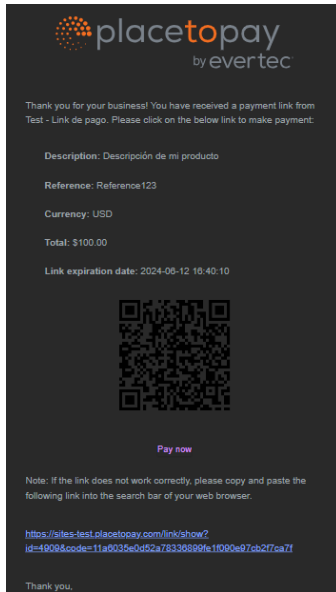 placetopay
by evertec
Thank you for your business! You have received a payment link from
Test - Link de pago. Please click on the below link to make payment:
Description: Descripción de mi producto
Reference: Reference123
Currency: USD
Total: $100.00
Link expiration date: 2024-06-12 16:40:10
Pay now
Note: If the link does not work correctly, please copy and paste the
following link into the search bar of your web browser.
https://sites-test.placetopay.com/link/show?
id=4909&code=11a6035e0d52a78336899fe1f090e97cb2f7ca7f
Thank you,